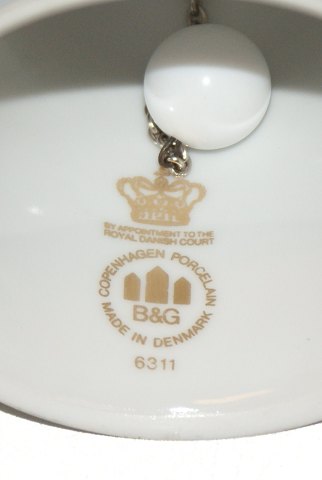 BY APPOINTMENT TO THE
ROYAL DANISH COURT
COPENHAGEN PORCELAIN
B&G
MADE IN DENMARK
6311